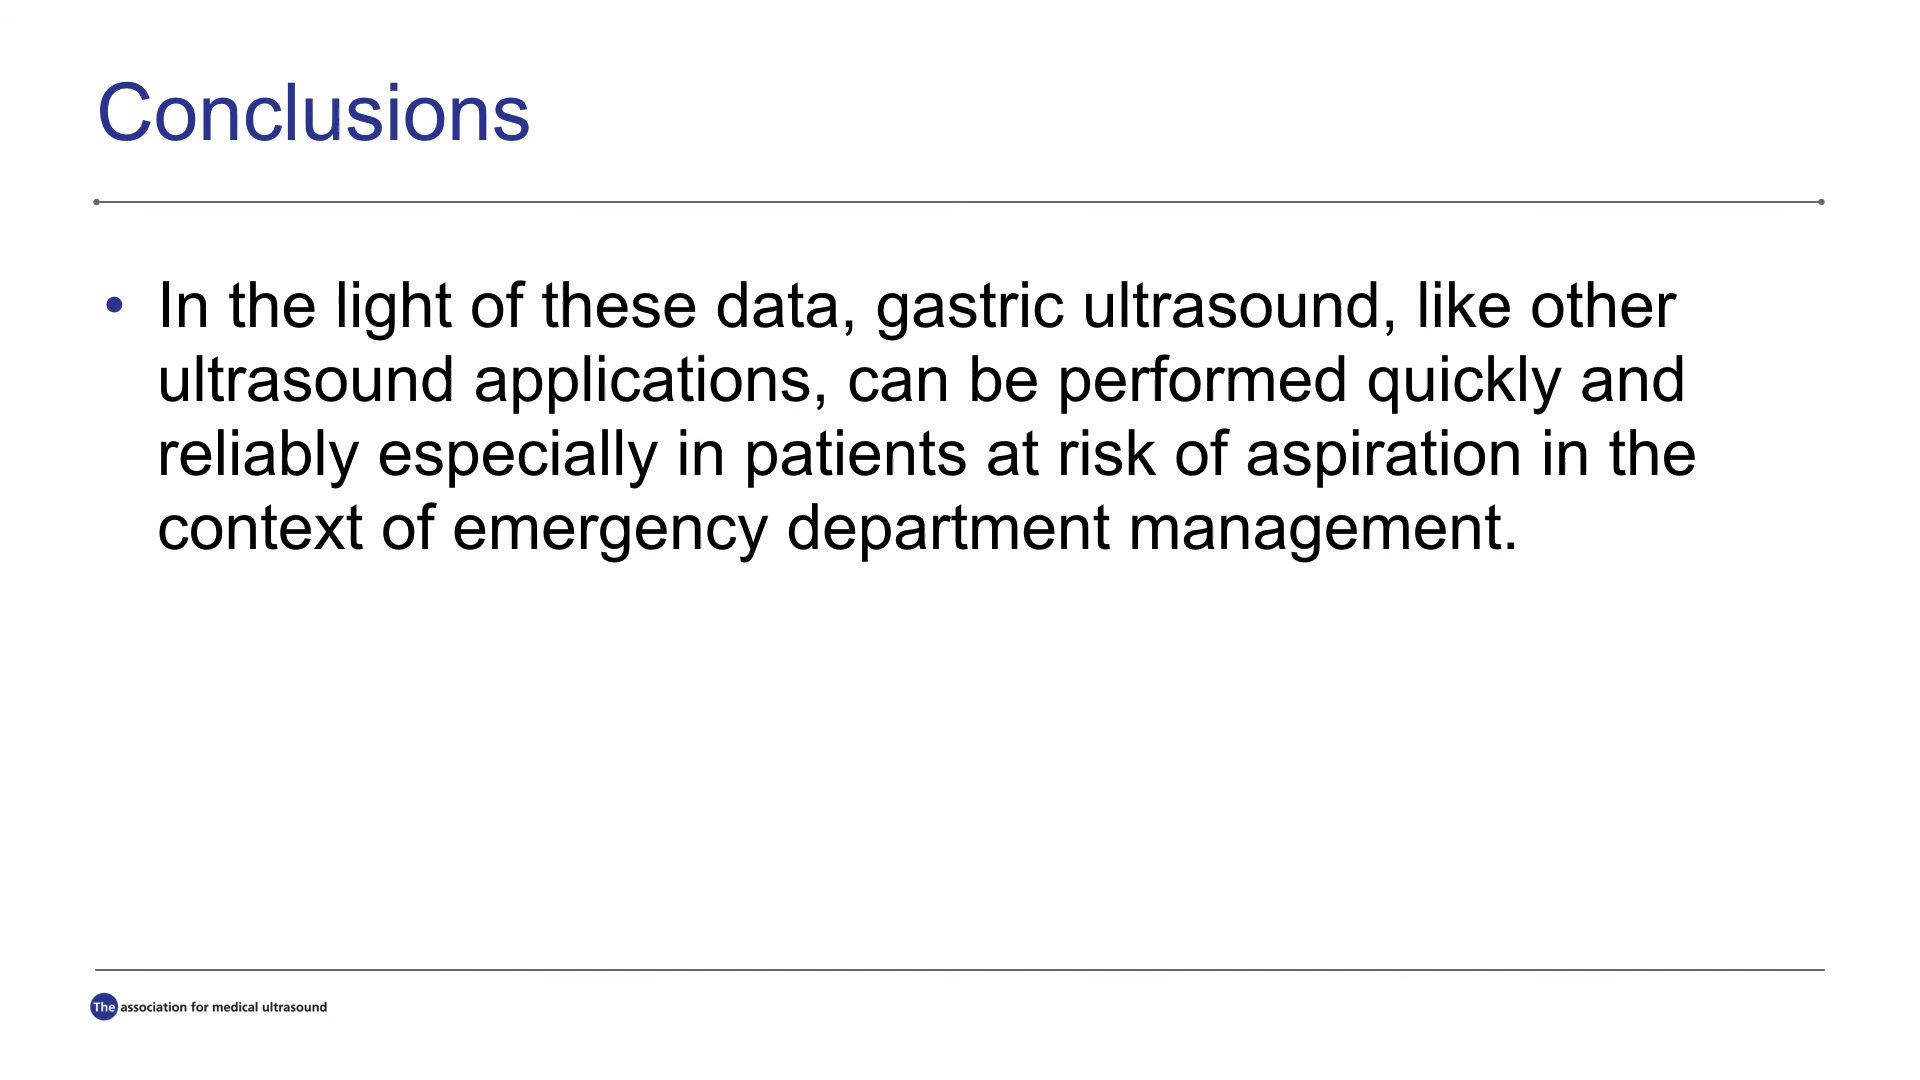 Conclusions
• In the light of these data, gastric ultrasound, like other
ultrasound applications, can be performed quickly and
reliably especially in patients at risk of aspiration in the
context of emergency department management.
The association for medical ultrasound